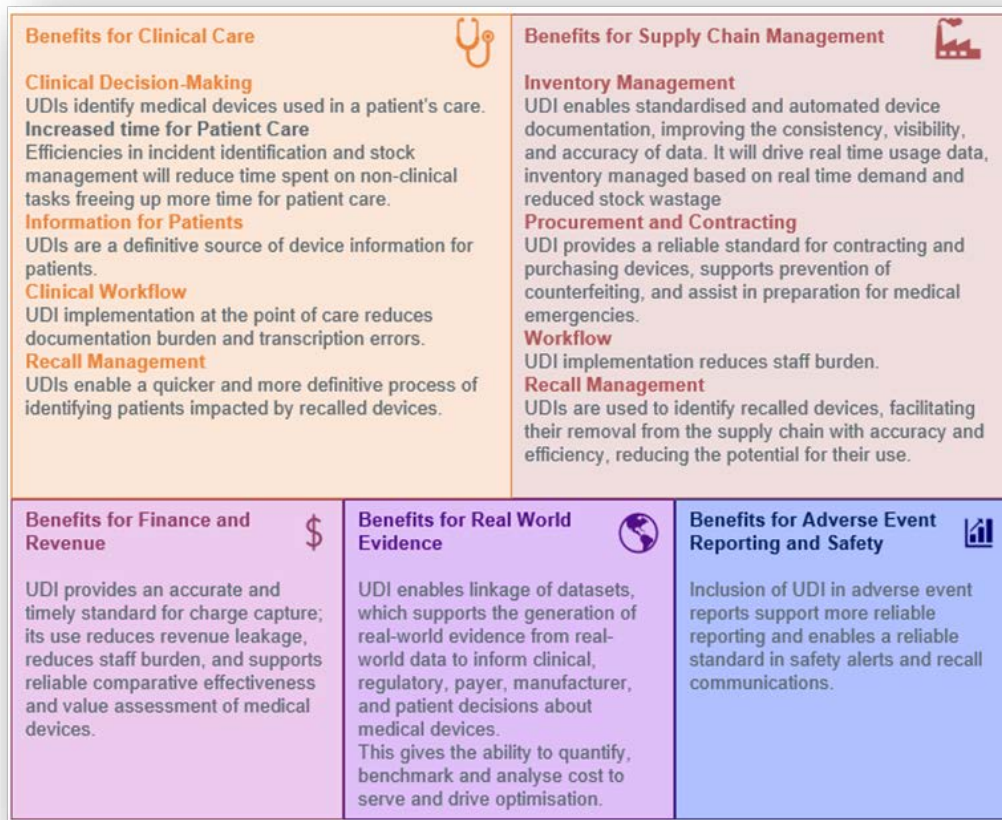 Benefits for Clinical Care
Clinical Decision-Making
UDIs identify medical devices used in a patient's care.
Increased time for Patient Care
Efficiencies in incident identification and stock
management will reduce time spent on non-clinical
tasks freeing up more time for patient care.
Information for Patients
UDIs are a definitive source of device information for
patients.
Clinical Workflow
UDI implementation at the point of care reduces
documentation burden and transcription errors.
Recall Management
UDIs enable a quicker and more definitive process of
identifying patients impacted by recalled devices.
Benefits for Supply Chain Management
Inventory Management
UDI enables standardised and automated device
documentation, improving the consistency, visibility,
and accuracy of data. It will drive real time usage data,
inventory managed based on real time demand and
reduced stock wastage
Procurement and Contracting
UDI provides a reliable standard for contracting and
purchasing devices, supports prevention of
counterfeiting, and assist in preparation for medical
emergencies.
Workflow
UDI implementation reduces staff burden.
Recall Management
UDIs are used to identify recalled devices, facilitating
their removal from the supply chain with accuracy and
efficiency, reducing the potential for their use.
Benefits for Finance and
Revenue
$
UDI provides an accurate and
timely standard for charge capture;
its use reduces revenue leakage,
reduces staff burden, and supports
reliable comparative effectiveness
and value assessment of medical
devices.
Benefits for Real World
Evidence
UDI enables linkage of datasets,
which supports the generation of
real-world evidence from real-
world data to inform clinical,
regulatory, payer, manufacturer,
and patient decisions about
medical devices.
This gives the ability to quantify,
benchmark and analyse cost to
serve and drive optimisation.
Benefits for Adverse Event
Reporting and Safety
Inclusion of UDI in adverse event
reports support more reliable
reporting and enables a reliable
standard in safety alerts and recall
communications.